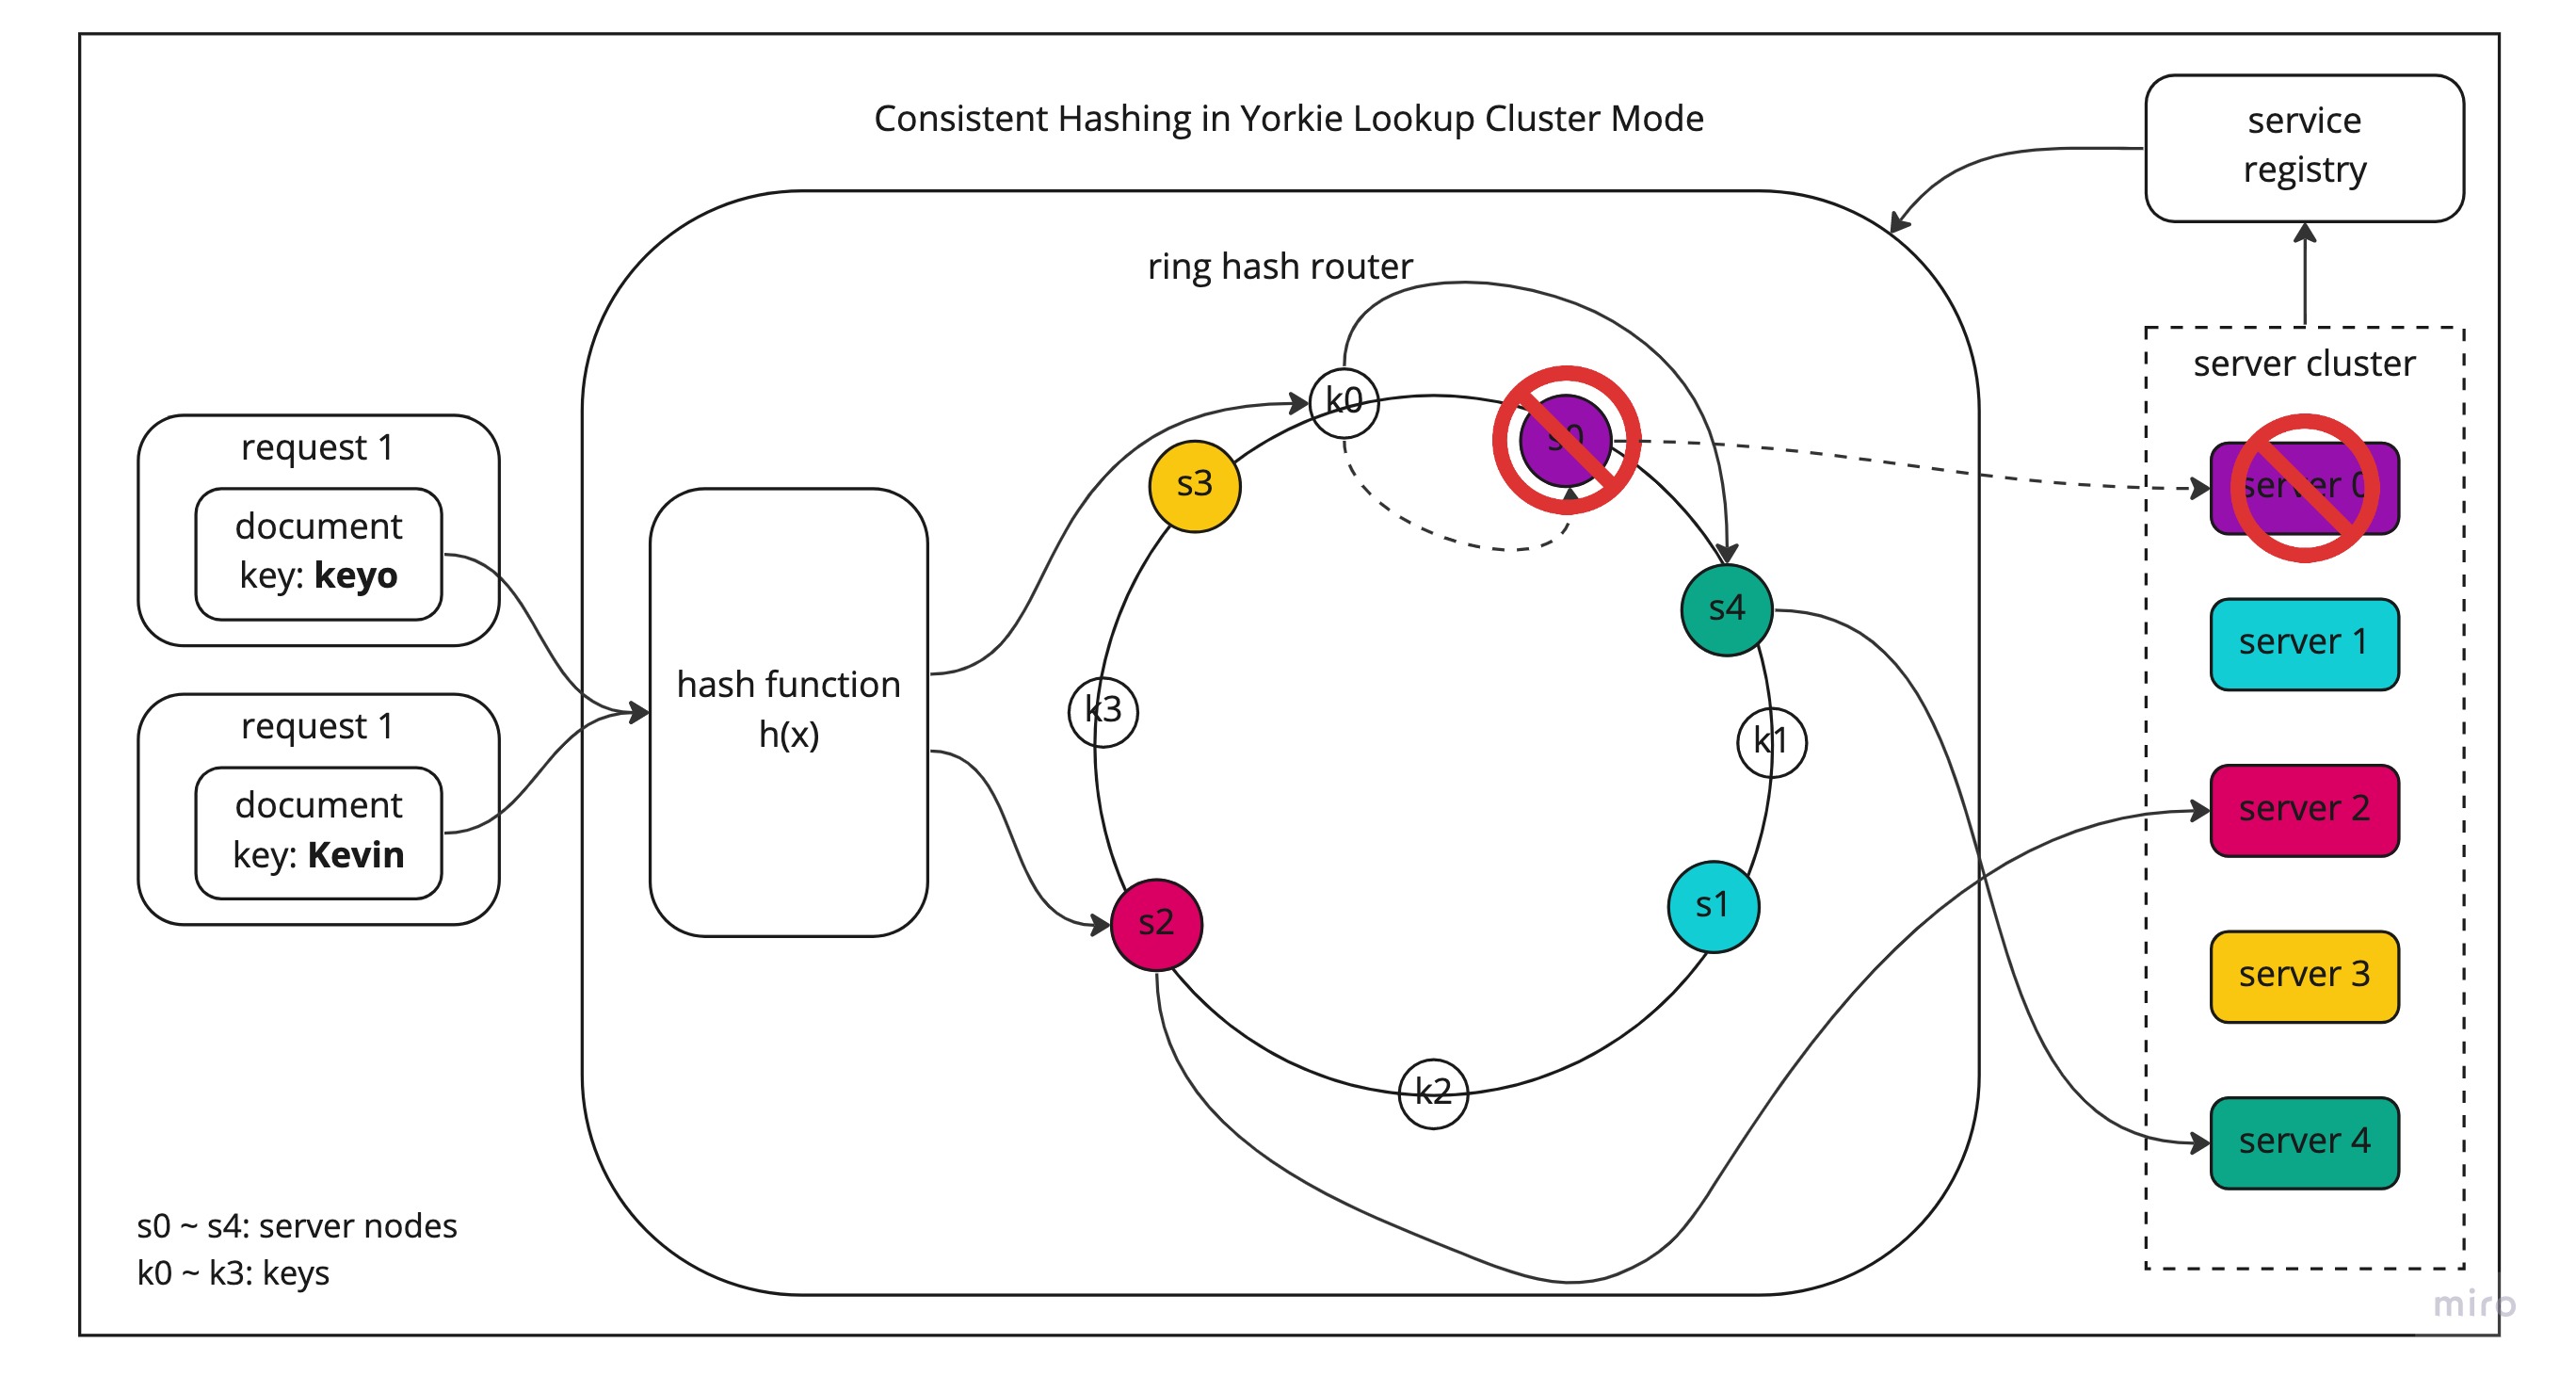 Consistent Hashing in Yorkie Lookup Cluster Mode
service
registry
ring hash router
server cluster
request 1
document
key: keyo
request 1
document
key: Kevin
hash function
h(x)
k0
s0
s3
s4
k3
k1
s2
s1
k2
server 0
server 1
server 2
server 3
server 4
s0 ~ s4: server nodes
k0 ~ k3: keys
miro